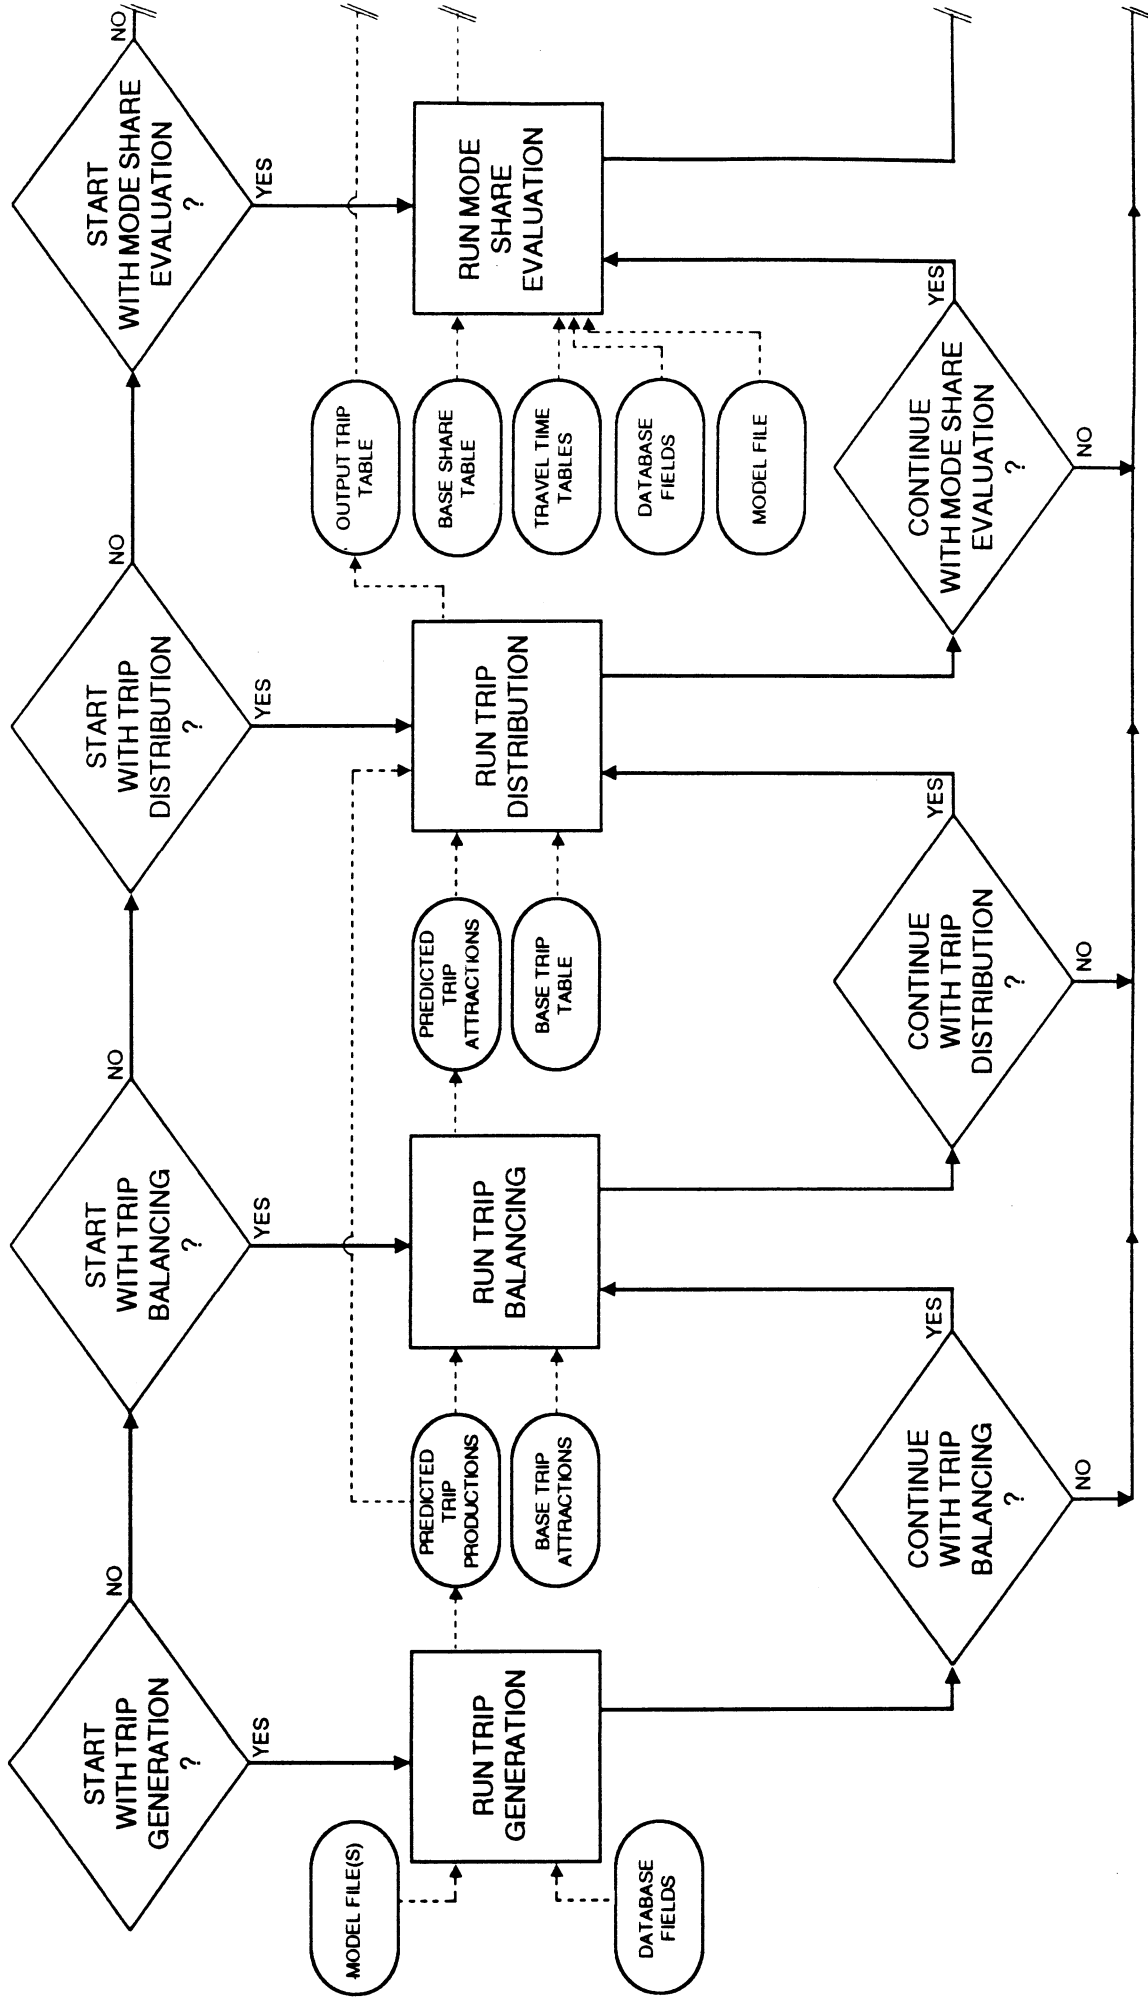 START
WITH TRIP
GENERATION
?
NO
YES
START
WITH TRIP
BALANCING
?
NO
YES
START
WITH TRIP
DISTRIBUTION
?
NO
YES
START
WITH MODE SHARE
EVALUATION
?
NO
YES
MODEL FILE(S)
DATABASE
FIELDS
RUN TRIP
GENERATION
PREDICTED
TRIP
PRODUCTIONS
BASE TRIP
ATTRACTIONS
RUN TRIP
BALANCING
PREDICTED
TRIP
ATTRACTIONS
BASE TRIP
TABLE
RUN TRIP
DISTRIBUTION
OUTPUT TRIP
TABLE
BASE SHARE
TABLE
TRAVEL TIME
TABLES
DATABASE
FIELDS
MODEL FILE
RUN MODE
SHARE
EVALUATION
CONTINUE
WITH TRIP
BALANCING
?
YES
NO
CONTINUE
WITH TRIP
DISTRIBUTION
?
YES
NO
CONTINUE
WITH MODE SHARE
EVALUATION
?
YES
NO